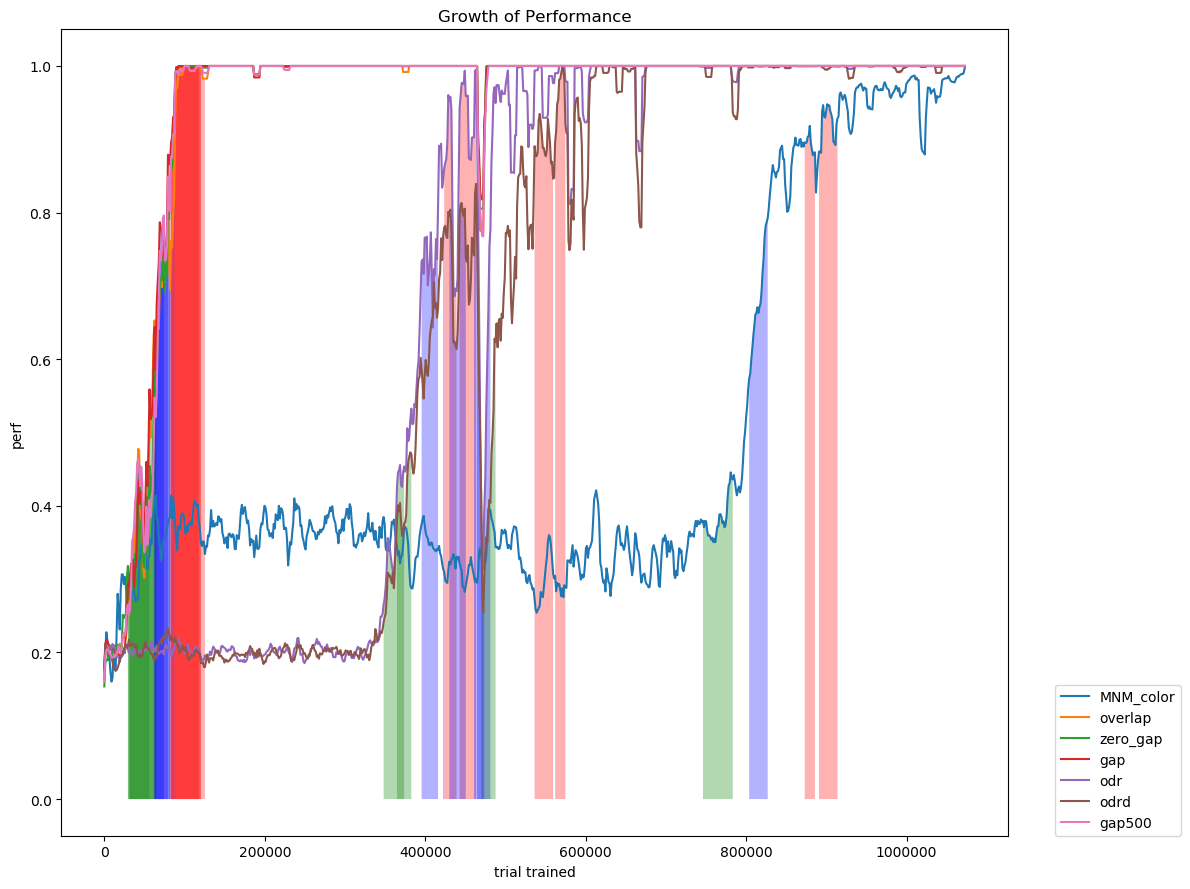 Growth of Performance
perf
1.0
0.8
0.6
0.4
0.2
0.0
0
200000
400000
600000
800000
1000000
trial trained
MNM_color
overlap
zero_gap
gap
odr
odrd
gap500